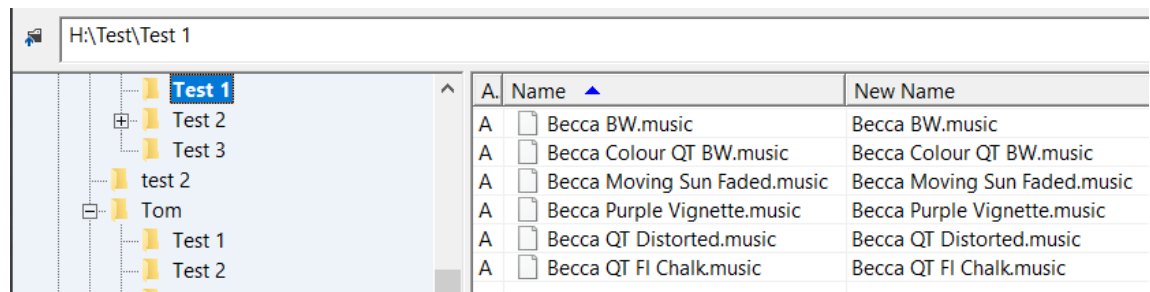 H:\Test\Test 1
Test 1
Test 2
Test 3
test 2
Tom
Test 1
Test 2
A. Name New Name
A Becca BW.music Becca BW.music
A Becca Colour QT BW.music Becca Colour QT BW.music
A Becca Moving Sun Faded.music Becca Moving Sun Faded.music
A Becca Purple Vignette.music Becca Purple Vignette.music
A Becca QT Distorted.music Becca QT Distorted.music
A Becca QT FI Chalk.music Becca QT FI Chalk.music